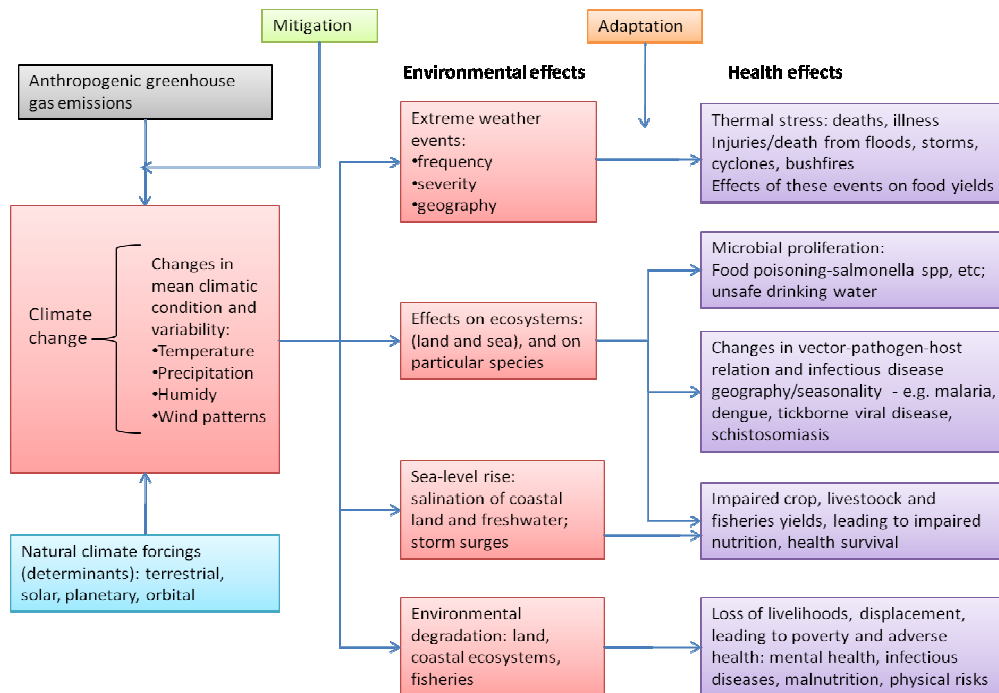 Mitigation
Adaptation
Anthropogenic greenhouse
gas emissions
Environmental effects
Health effects
Extreme weather
events:
•frequency
•severity
•geography
Thermal stress: deaths, illness
Injuries/death from floods, storms,
cyclones, bushfires
Effects of these events on food yields
Climate
change
Changes in
mean climatic
condition and
variability:
•Temperature
•Precipitation
•Humidy
•Wind patterns
Effects on ecosystems:
(land and sea), and on
particular species
Microbial proliferation:
Food poisoning-salmonella spp, etc;
unsafe drinking water
Changes in vector-pathogen-host
relation and infectious disease
geography/seasonality - e.g. malaria,
dengue, tickborne viral disease,
schistosomiasis
Sea-level rise:
salination of coastal
land and freshwater;
storm surges
Impaired crop, livestoock and
fisheries yields, leading to impaired
nutrition, health survival
Natural climate forcings
(determinants): terrestrial,
solar, planetary, orbital
Environmental
degradation: land,
coastal ecosystems,
fisheries
Loss of livelihoods, displacement,
leading to poverty and adverse
health: mental health, infectious
diseases, malnutrition, physical risks